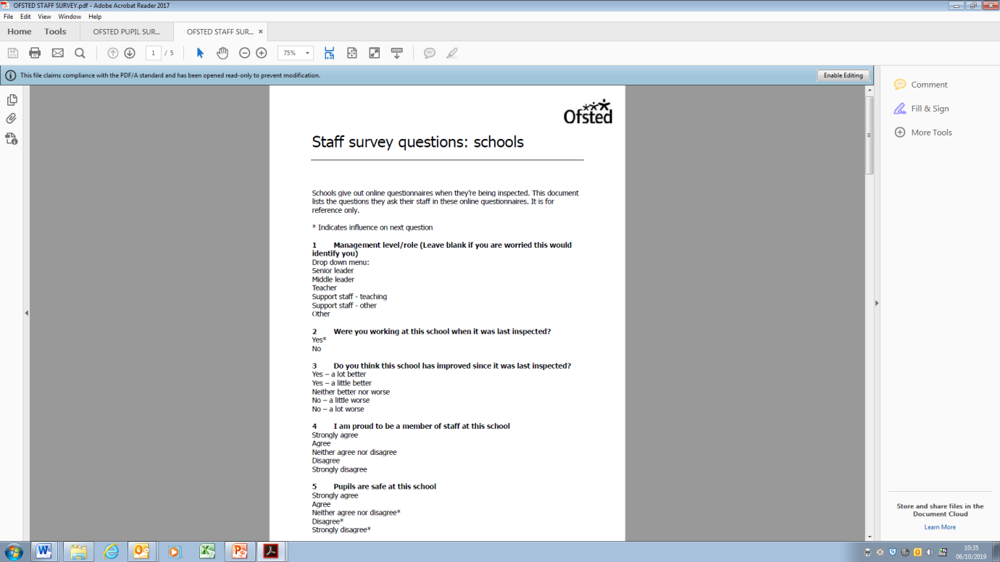 OFSTED STAFF SURVEY.pdf - Adobe Acrobat Reader 2017
File Edit View Window Help
Home Tools OFSTED PUPIL SUR... OFSTED STAFF SUR... ×
1 / 5 75%
This file claims compliance with the PDF/A standard and has been opened read-only to prevent modification. Enable Editing
Comment
Fill & Sign
More Tools
Ofsted
Staff survey questions: schools
Schools give out online questionnaires when they're being inspected. This document
lists the questions they ask their staff in these online questionnaires. It is for
reference only.
* Indicates influence on next question
1 Management level/role (Leave blank if you are worried this would
identify you)
Drop down menu:
Senior leader
Middle leader
Teacher
Support staff - teaching
Support staff - other
Other
2 Were you working at this school when it was last inspected?
Yes*
No
3 Do you think this school has improved since it was last inspected?
Yes – a lot better
Yes – a little better
Neither better nor worse
No – a little worse
No – a lot worse
4 I am proud to be a member of staff at this school
Strongly agree
Agree
Neither agree nor disagree
Disagree
Strongly disagree
5 Pupils are safe at this school
Strongly agree
Agree
Neither agree nor disagree*
Disagree*
Strongly disagree*
Store and share files in the
Document Cloud
Learn More
10:35
06/10/2019